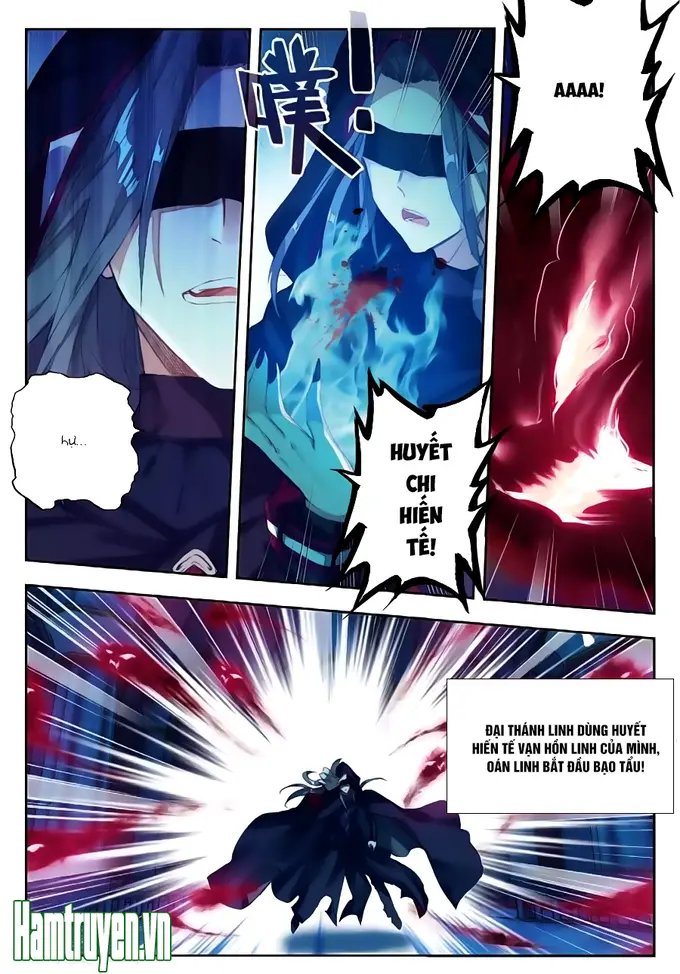 噗!
AAAA!
HỰ...
HUYẾT
CHI
HIẾN
TẾ!
ĐẠI THÁNH LINH DÙNG HUYẾT
HIẾN TẾ VẠN HỒN LINH CỦA MÌNH,
OÁN LINH BẮT ĐẦU BẠO TẨU!
Hamtruyen.vn